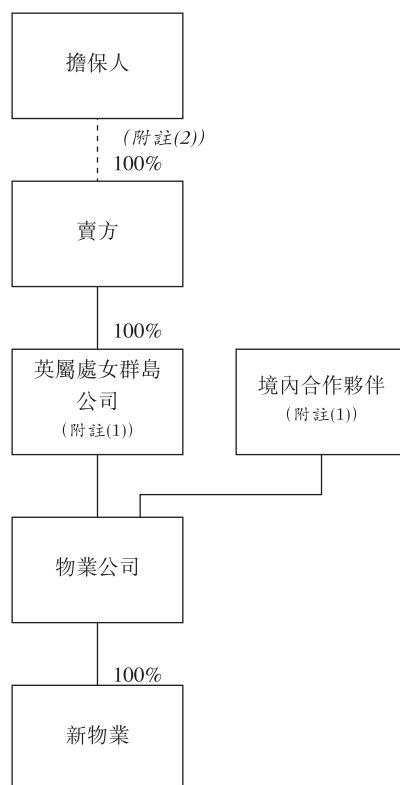 擔保人
（附註(2)）
100%
賣方
100%
英屬處女群島
公司
（附註(1)）
境內合作夥伴
（附註(1)）
物業公司
100%
新物業